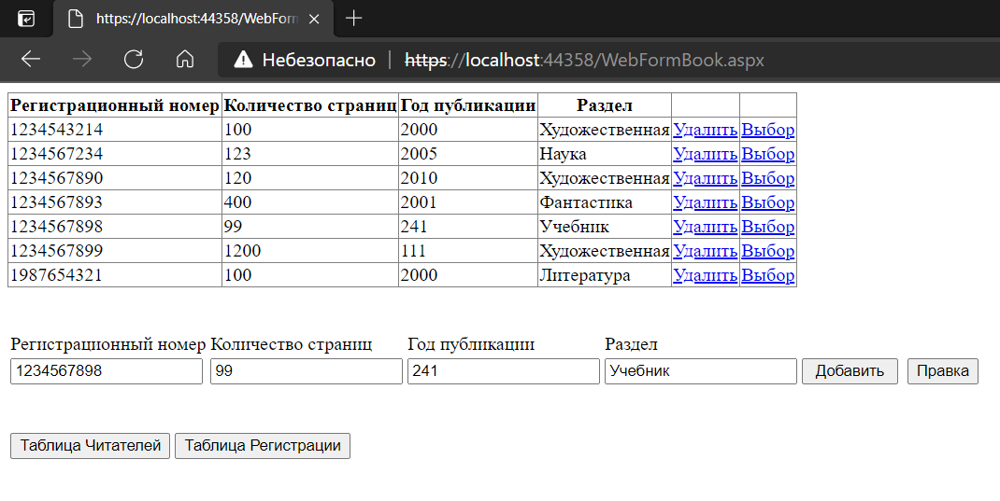 https://localhost:44358/WebForm
Небезопасно https://localhost:44358/WebFormBook.aspx
Регистрационный номер Количество страниц Год публикации Раздел
1234543214 100 2000 Художественная Удалить Выбор
1234567234 123 2005 Наука Удалить Выбор
1234567890 120 2010 Художественная Удалить Выбор
1234567893 400 2001 Фантастика Удалить Выбор
1234567898 99 241 Учебник Удалить Выбор
1234567899 1200 111 Художественная Удалить Выбор
1987654321 100 2000 Литература Удалить Выбор
Регистрационный номер Количество страниц Год публикации Раздел
1234567898 99 241 Учебник Добавить Правка
Таблица Читателей Таблица Регистрации